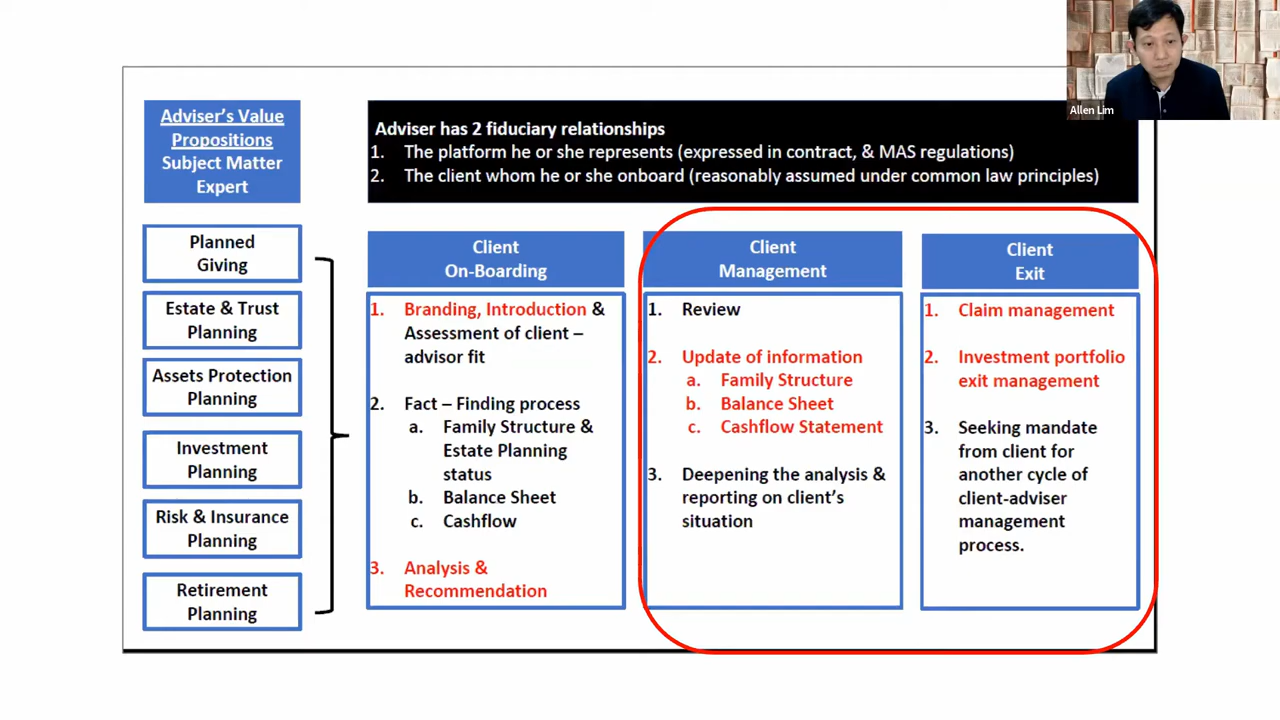 Allen Lim
Adviser's Value
Propositions
Subject Matter
Expert
Adviser has 2 fiduciary relationships
1. The platform he or she represents (expressed in contract, & MAS regulations)
2. The client whom he or she onboard (reasonably assumed under common law principles)
Planned
Giving
Estate & Trust
Planning
Assets Protection
Planning
Investment
Planning
Risk & Insurance
Planning
Retirement
Planning
Client
On-Boarding
1. Branding, Introduction &
Assessment of client –
advisor fit
2. Fact – Finding process
a. Family Structure &
Estate Planning
status
b. Balance Sheet
c. Cashflow
3. Analysis &
Recommendation
Client
Management
1. Review
2. Update of information
a. Family Structure
b. Balance Sheet
c. Cashflow Statement
3. Deepening the analysis &
reporting on client's
situation
Client
Exit
1. Claim management
2. Investment portfolio
exit management
3. Seeking mandate
from client for
another cycle of
client-adviser
management
process.